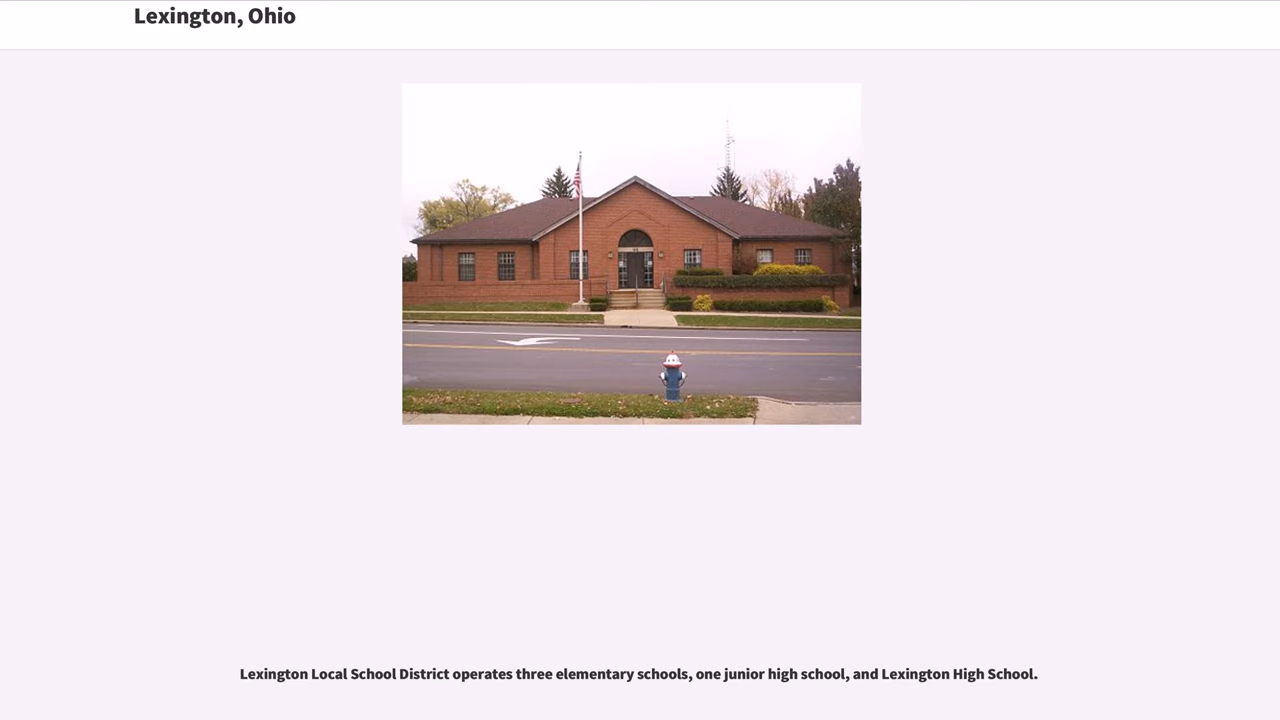 Lexington, Ohio
Lexington Local School District operates three elementary schools, one junior high school, and Lexington High School.